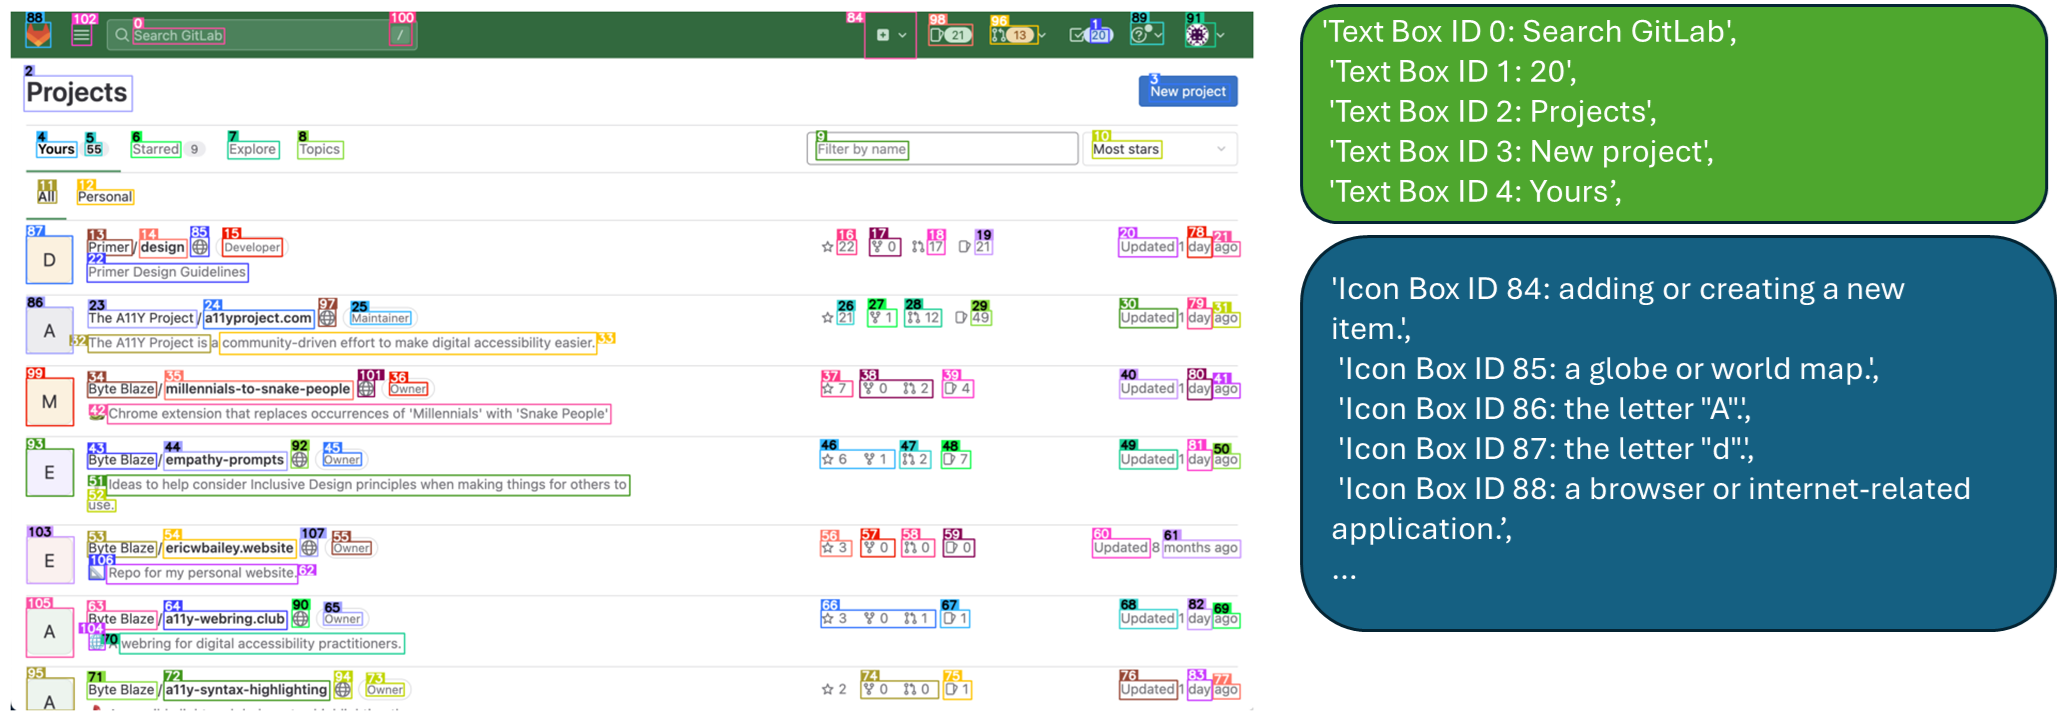 88 102 0 100 84 98 96 1 89 91
Search GitLab / 21 13 20
2
Projects
3
New project
4 5 6 7 8 9 10
Yours 55 Starred 9 Explore Topics Filter by name Most stars
11 12
All Personal
87 13 14 85 15 16 17 18 19 20 78 21
D Primer / design Developer 22 0 17 21 Updated 1 day ago
22
Primer Design Guidelines
86 23 24 97 25 26 27 28 29 30 79 31
A The A11Y Project / a11yproject.com Maintainer 21 1 12 49 Updated 1 day ago
32 The A11Y Project is a community-driven effort to make digital accessibility easier. 33
99 34 35 101 36 37 38 39 40 80 41
M Byte Blaze / millennials-to-snake-people Owner 7 0 2 4 Updated 1 day ago
42 Chrome extension that replaces occurrences of 'Millennials' with 'Snake People'
93 43 44 92 45 46 47 48 49 81 50
E Byte Blaze / empathy-prompts Owner 6 1 2 7 Updated 1 day ago
51 Ideas to help consider Inclusive Design principles when making things for others to
52
use.
103 53 54 107 55 56 57 58 59 60 61
E Byte Blaze / ericwbailey.website Owner 3 0 0 0 Updated 8 months ago
106 Repo for my personal website. 62
105 63 64 90 65 66 67 68 82 69
A Byte Blaze / a11y-webring.club Owner 3 0 1 1 Updated 1 day ago
104 70 A webring for digital accessibility practitioners.
95 71 72 94 73 74 75 76 83 77
A Byte Blaze / a11y-syntax-highlighting Owner 2 0 0 1 Updated 1 day ago
'Text Box ID 0: Search GitLab',
'Text Box ID 1: 20',
'Text Box ID 2: Projects',
'Text Box ID 3: New project',
'Text Box ID 4: Yours’,
'Icon Box ID 84: adding or creating a new
item.',
'Icon Box ID 85: a globe or world map.',
'Icon Box ID 86: the letter "A".',
'Icon Box ID 87: the letter "d".',
'Icon Box ID 88: a browser or internet-related
application.’,
...